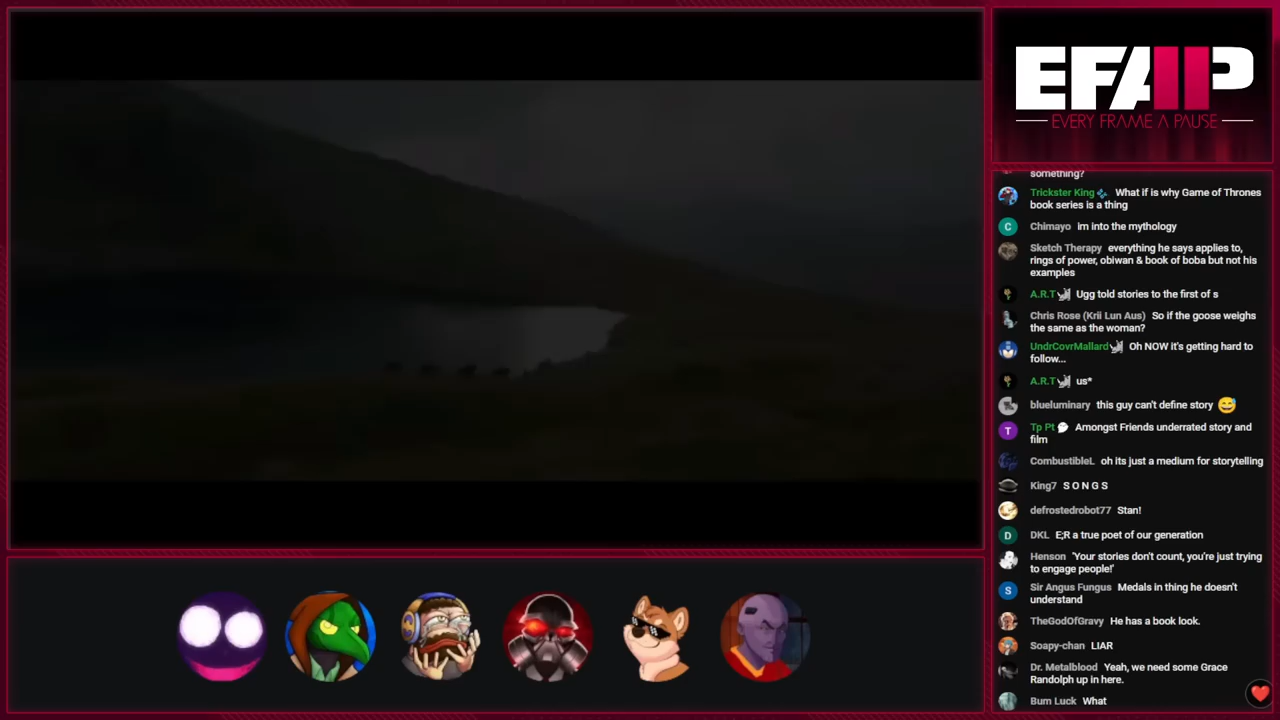 EFAP
EVERY FRAME A PAUSE
something?
Trickster King What if is why Game of Thrones
book series is a thing
C Chimayo im into the mythology
Sketch Therapy everything he says applies to,
rings of power, obiwan & book of boba but not his
examples
A.R.T Ugg told stories to the first of s
Chris Rose (Krii Lun Aus) So if the goose weighs
the same as the woman?
UndrCovrMallard Oh NOW it's getting hard to
follow...
A.R.T us*
blueluminary this guy can't define story 😅
T Tp Pt Amongst Friends underrated story and
film
CombustibleL oh its just a medium for storytelling
King7 S O N G S
defrostedrobot77 Stan!
D DKL E;R a true poet of our generation
Henson 'Your stories don't count, you're just trying
to engage people!'
S Sir Angus Fungus Medals in thing he doesn't
understand
TheGodOfGravy He has a book look.
Soapy-chan LIAR
Dr. Metalblood Yeah, we need some Grace
Randolph up in here.
Bum Luck What